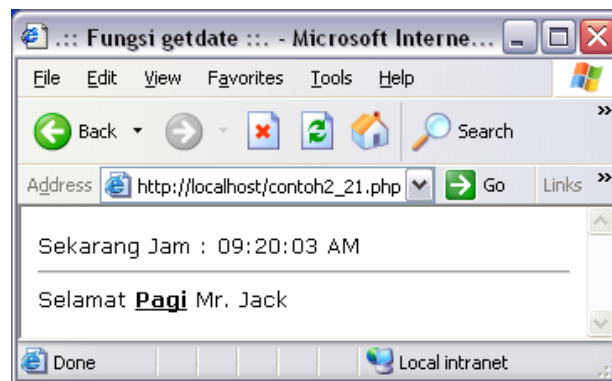 .:: Fungsi getdate ::. - Microsoft Interne...
File Edit View Favorites Tools Help
Back Search
Address http://localhost/contoh2_21.php Go Links
Sekarang Jam : 09:20:03 AM
Selamat Pagi Mr. Jack
Done Local intranet